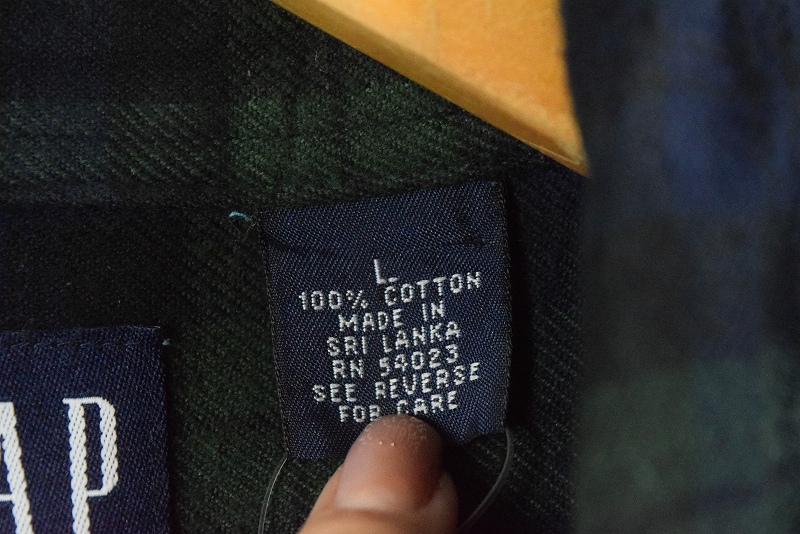 L
100% COTTON
MADE IN
SRI LANKA
RN 54023
SEE REVERSE
FOR CARE
AP